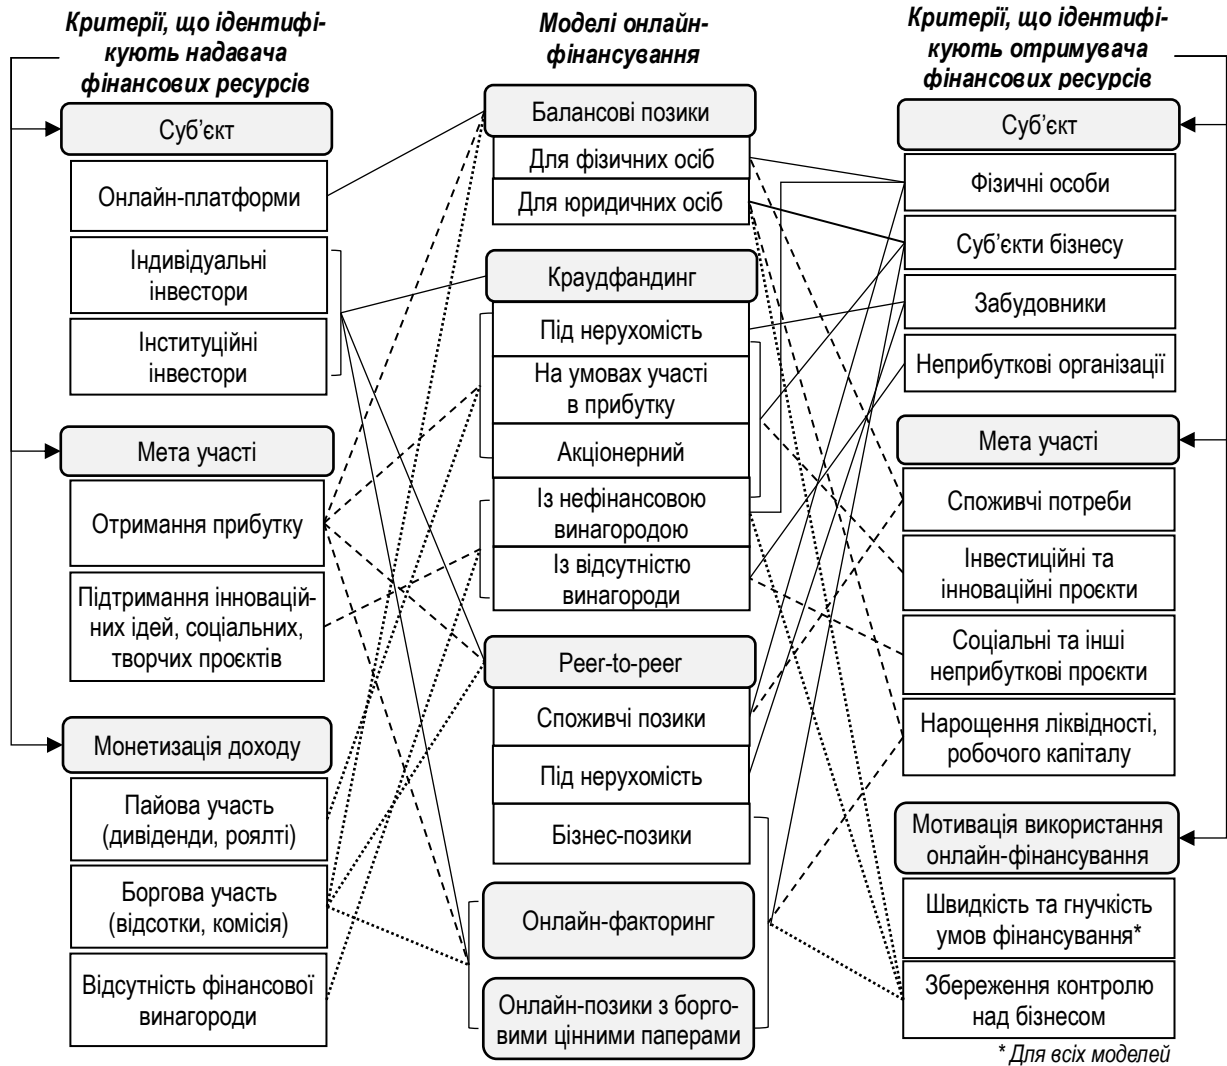 Критерії, що ідентифі-
кують надавача
фінансових ресурсів
Суб’єкт
Онлайн-платформи
Індивідуальні
інвестори
Інституційні
інвестори
Мета участі
Отримання прибутку
Підтримання інновацій-
них ідей, соціальних,
творчих проєктів
Монетизація доходу
Пайова участь
(дивіденди, роялті)
Боргова участь
(відсотки, комісія)
Відсутність фінансової
винагороди
Моделі онлайн-
фінансування
Балансові позики
Для фізичних осіб
Для юридичних осіб
Краудфандинг
Під нерухомість
На умовах участі
в прибутку
Акціонерний
Із нефінансовою
винагородою
Із відсутністю
винагороди
Peer-to-peer
Споживчі позики
Під нерухомість
Бізнес-позики
Онлайн-факторинг
Онлайн-позики з борго-
вими цінними паперами
Критерії, що ідентифі-
кують отримувача
фінансових ресурсів
Суб’єкт
Фізичні особи
Суб’єкти бізнесу
Забудовники
Неприбуткові організації
Мета участі
Споживчі потреби
Інвестиційні та
інноваційні проєкти
Соціальні та інші
неприбуткові проєкти
Нарощення ліквідності,
робочого капіталу
Мотивація використання
онлайн-фінансування
Швидкість та гнучкість
умов фінансування*
Збереження контролю
над бізнесом
* Для всіх моделей